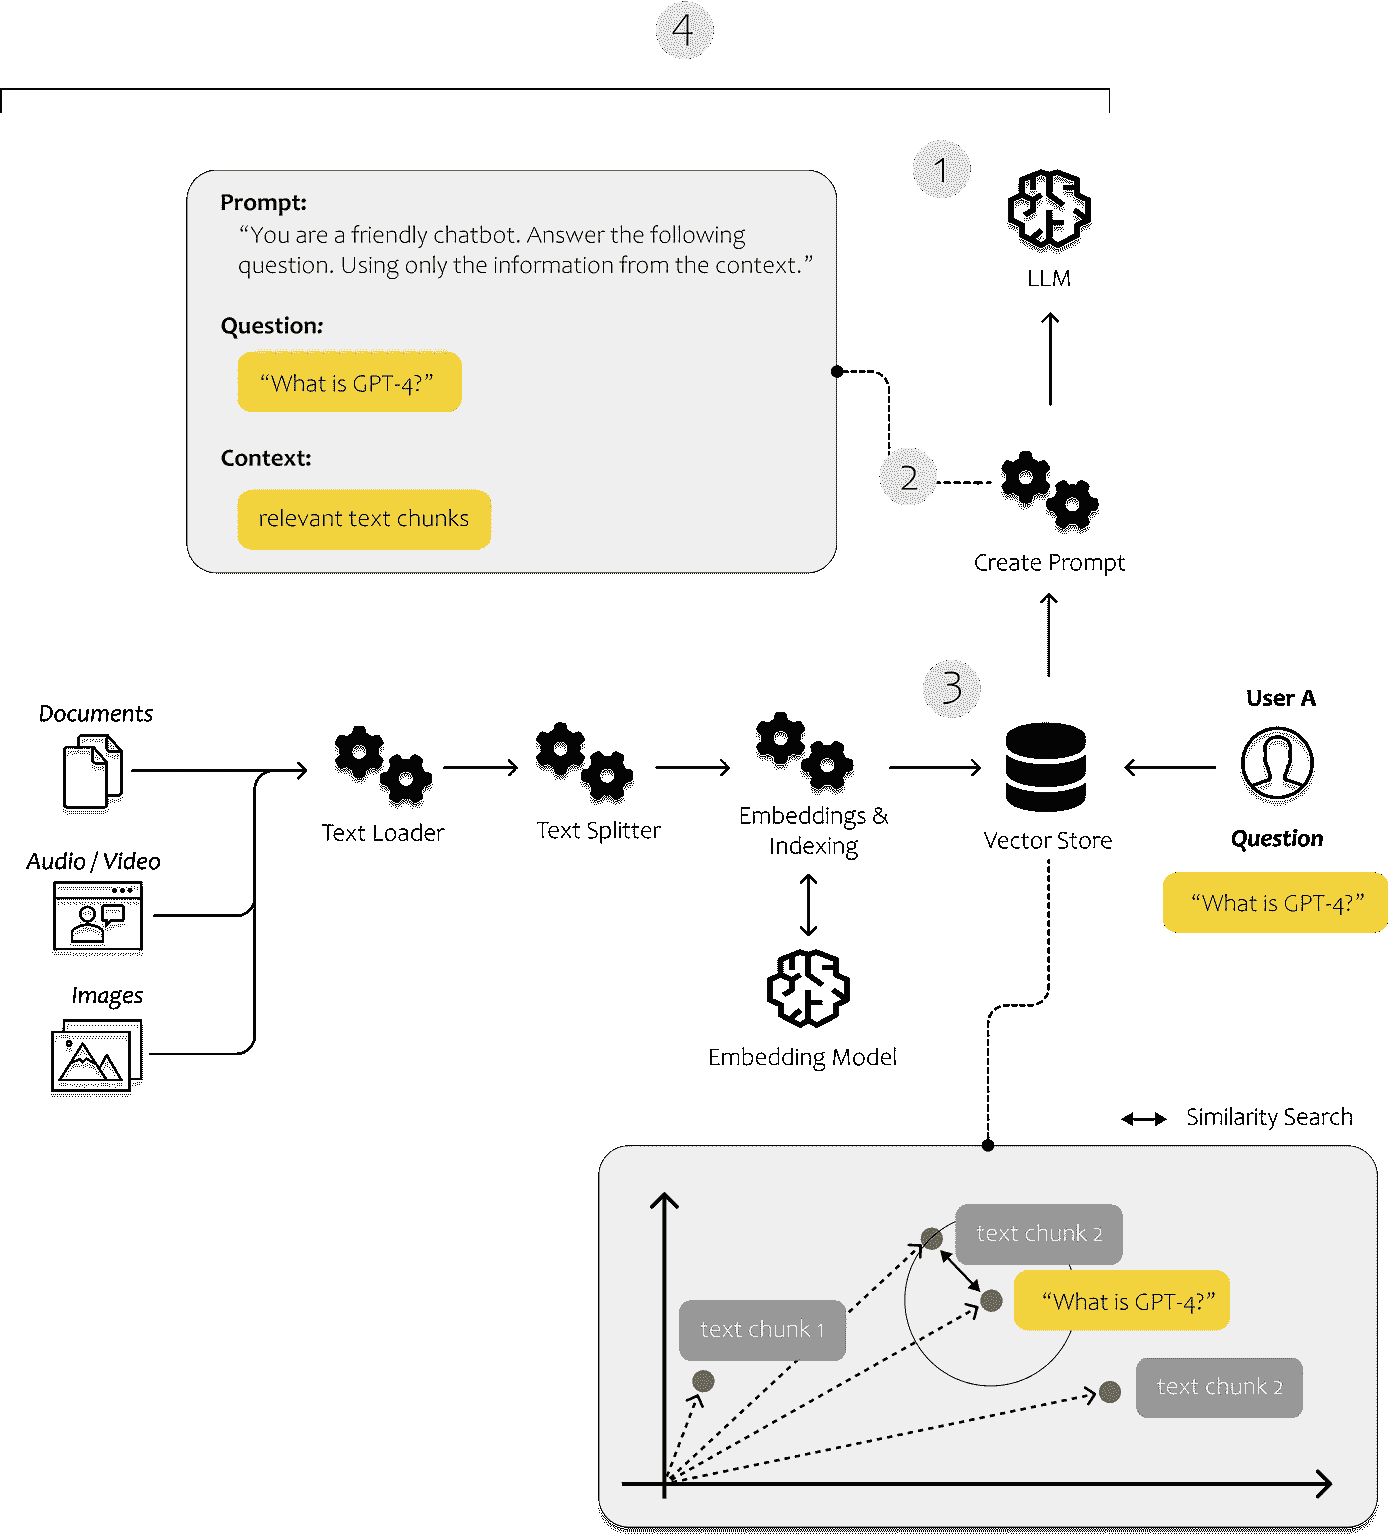 4
1
LLM
Prompt:
“You are a friendly chatbot. Answer the following
question. Using only the information from the context.”
Question:
“What is GPT-4?”
Context:
relevant text chunks
2
Create Prompt
3
Documents
Audio / Video
Images
Text Loader
Text Splitter
Embeddings &
Indexing
Embedding Model
Vector Store
User A
Question
“What is GPT-4?”
Similarity Search
text chunk 2
“What is GPT-4?”
text chunk 1
text chunk 2